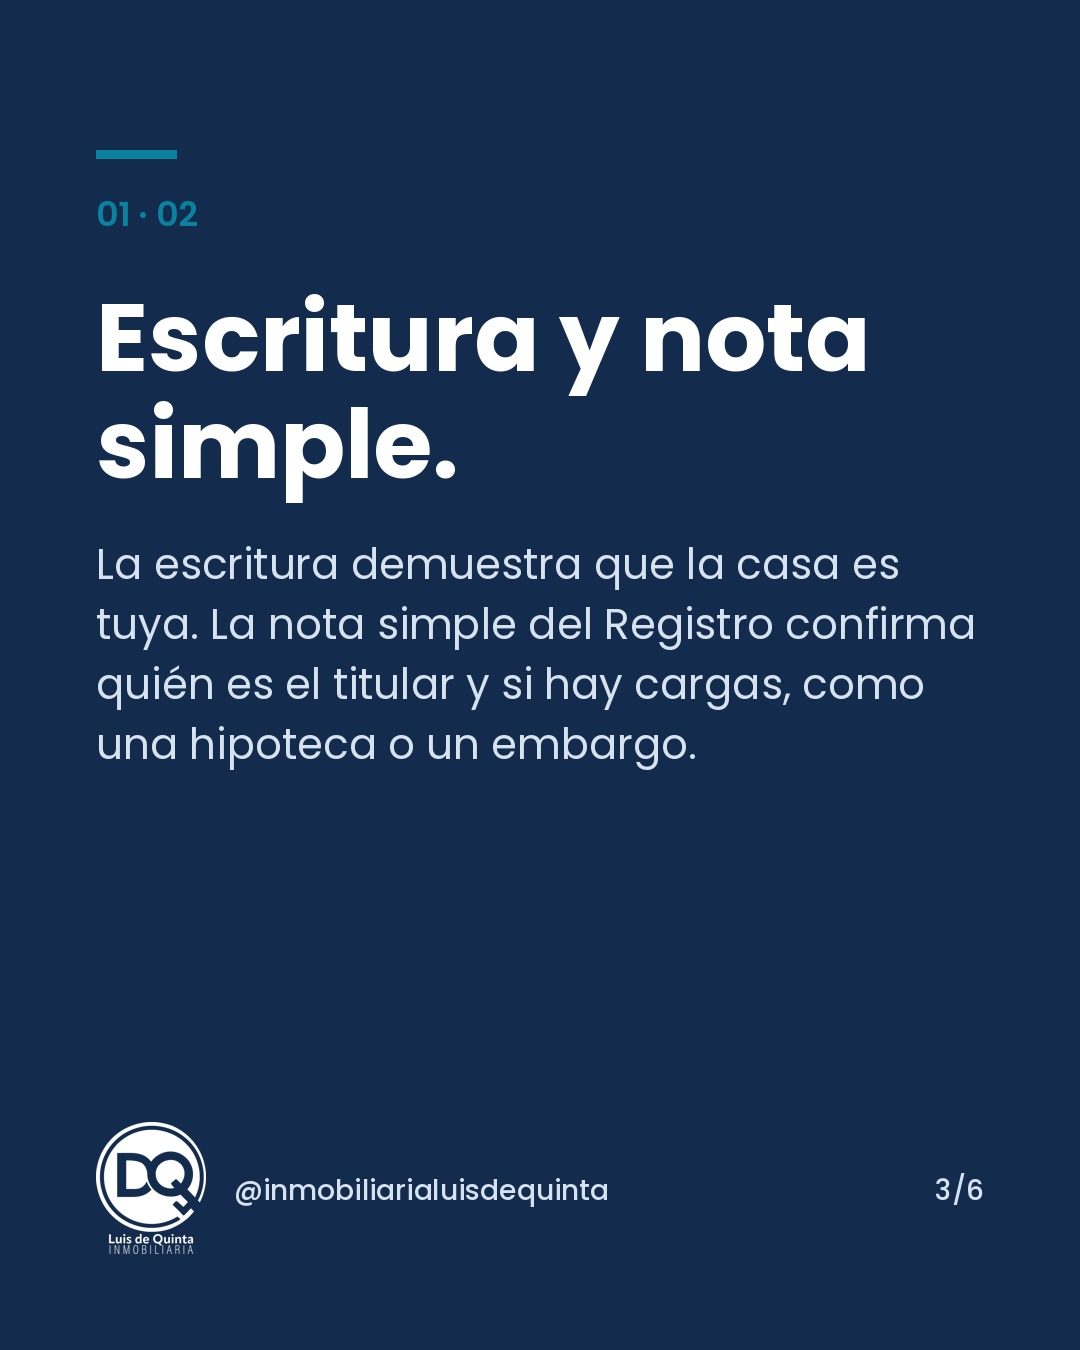 01 · 02
Escritura y nota
simple.
La escritura demuestra que la casa es
tuya. La nota simple del Registro confirma
quién es el titular y si hay cargas, como
una hipoteca o un embargo.
DQ
Luis de Quinta
INMOBILIARIA
@inmobiliarialuisdequinta
3/6